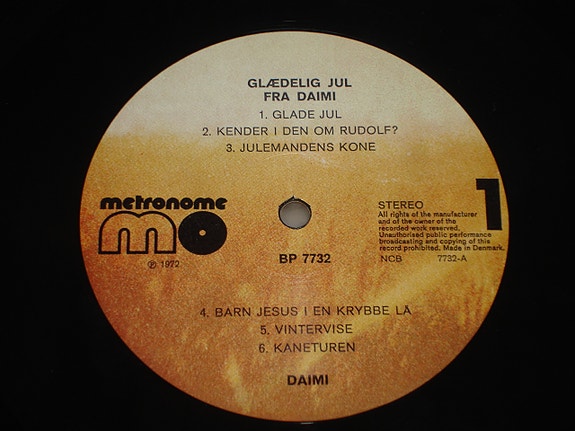 GLÆDELIG JUL
FRA DAIMI
1. GLADE JUL
2. KENDER I DEN OM RUDOLF?
3. JULEMANDENS KONE
metronome
mo
℗ 1972
BP 7732
STEREO
1
All rights of the manufacturer
and of the owner of the
recorded work reserved.
Unauthorised public performance
broadcasting and copying of this
record prohibited. Made in Denmark.
NCB 7732-A
4. BARN JESUS I EN KRYBBE LÅ
5. VINTERVISE
6. KANETUREN
DAIMI